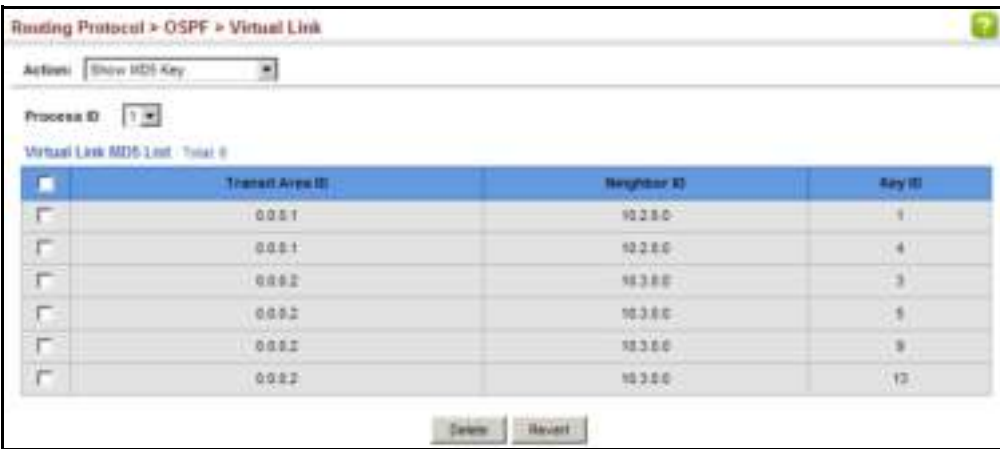 Routing Protocol > OSPF > Virtual Link ?
Action: Show MD5 Key
Process ID 1
Virtual Link MD5 List Total: 6
Transit Area ID Neighbor ID Key ID
0.0.0.1 10.2.0.0 1
0.0.0.1 10.2.0.0 4
0.0.0.2 10.3.0.0 3
0.0.0.2 10.3.0.0 5
0.0.0.2 10.3.0.0 9
0.0.0.2 10.3.0.0 13
Delete Revert